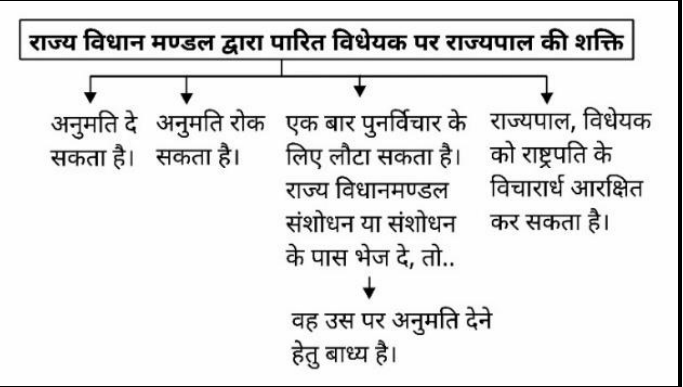 राज्य विधान मण्डल द्वारा पारित विधेयक पर राज्यपाल की शक्ति
अनुमति दे
सकता है।
अनुमति रोक
सकता है।
एक बार पुनर्विचार के
लिए लौटा सकता है।
राज्य विधानमण्डल
संशोधन या संशोधन
के पास भेज दे, तो..
वह उस पर अनुमति देने
हेतु बाध्य है।
राज्यपाल, विधेयक
को राष्ट्रपति के
विचारार्ध आरक्षित
कर सकता है।